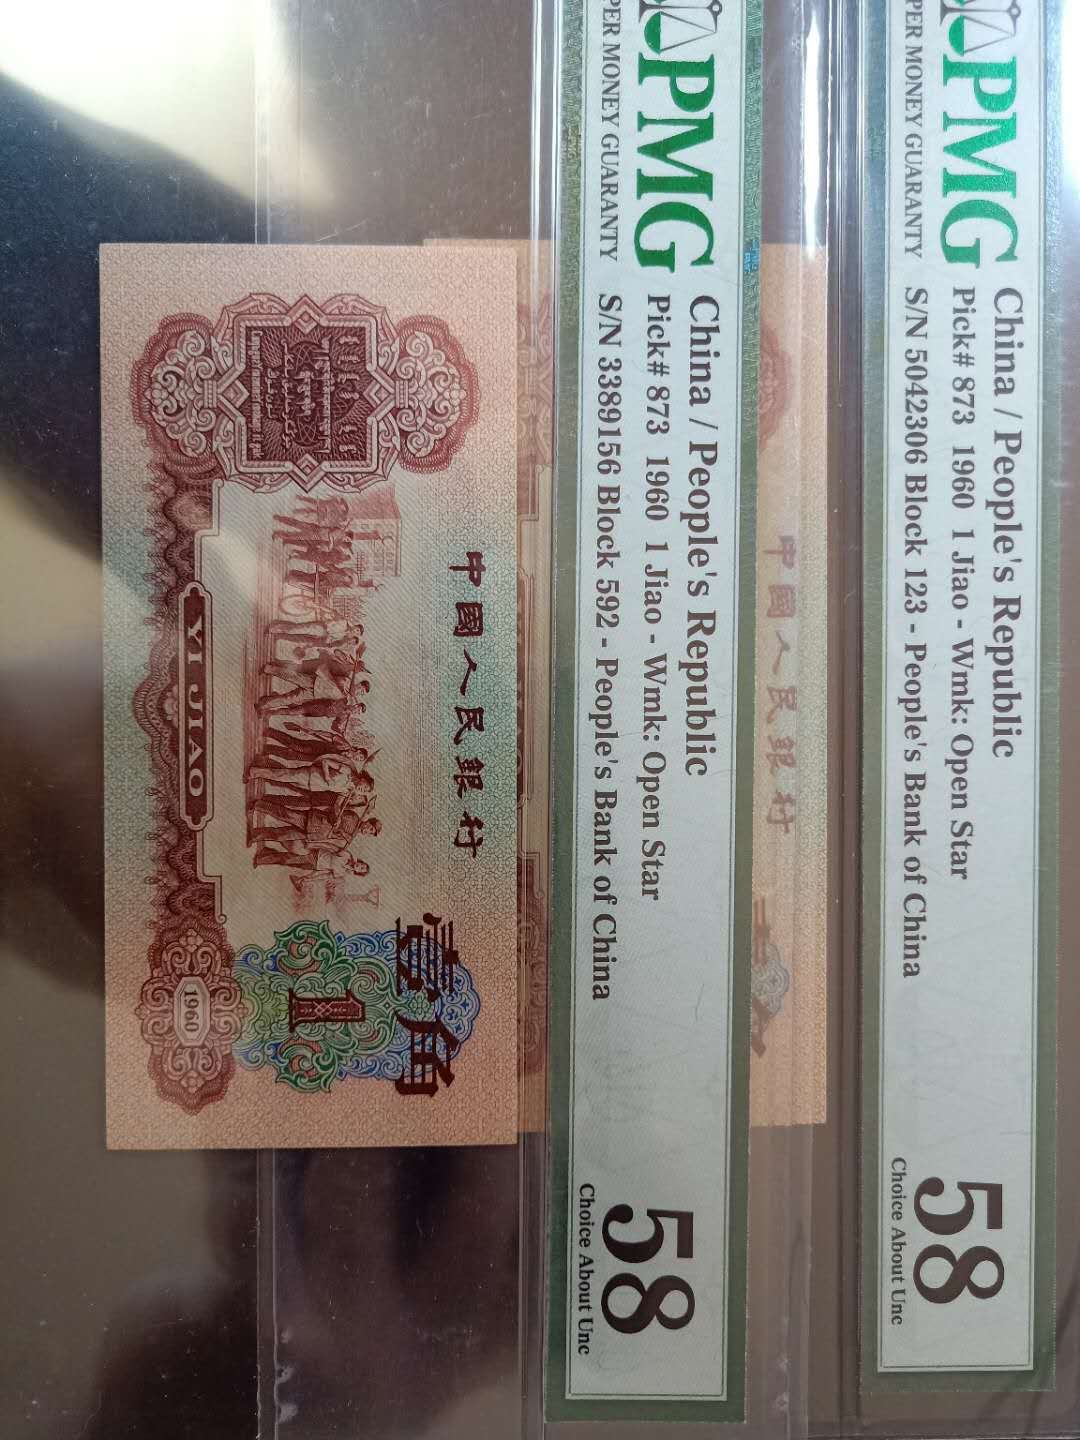 PMG
PER MONEY GUARANTY
China / People's Republic
Pick# 873 1960 1 Jiao - Wmk: Open Star
S/N 5042306 Block 123 - People's Bank of China
58
Choice About Unc
PMG
PER MONEY GUARANTY
China / People's Republic
Pick# 873 1960 1 Jiao - Wmk: Open Star
S/N 3389156 Block 592 - People's Bank of China
58
Choice About Unc
中國人民銀行
中國人民銀行
壹角
1
YI JIAO
1960